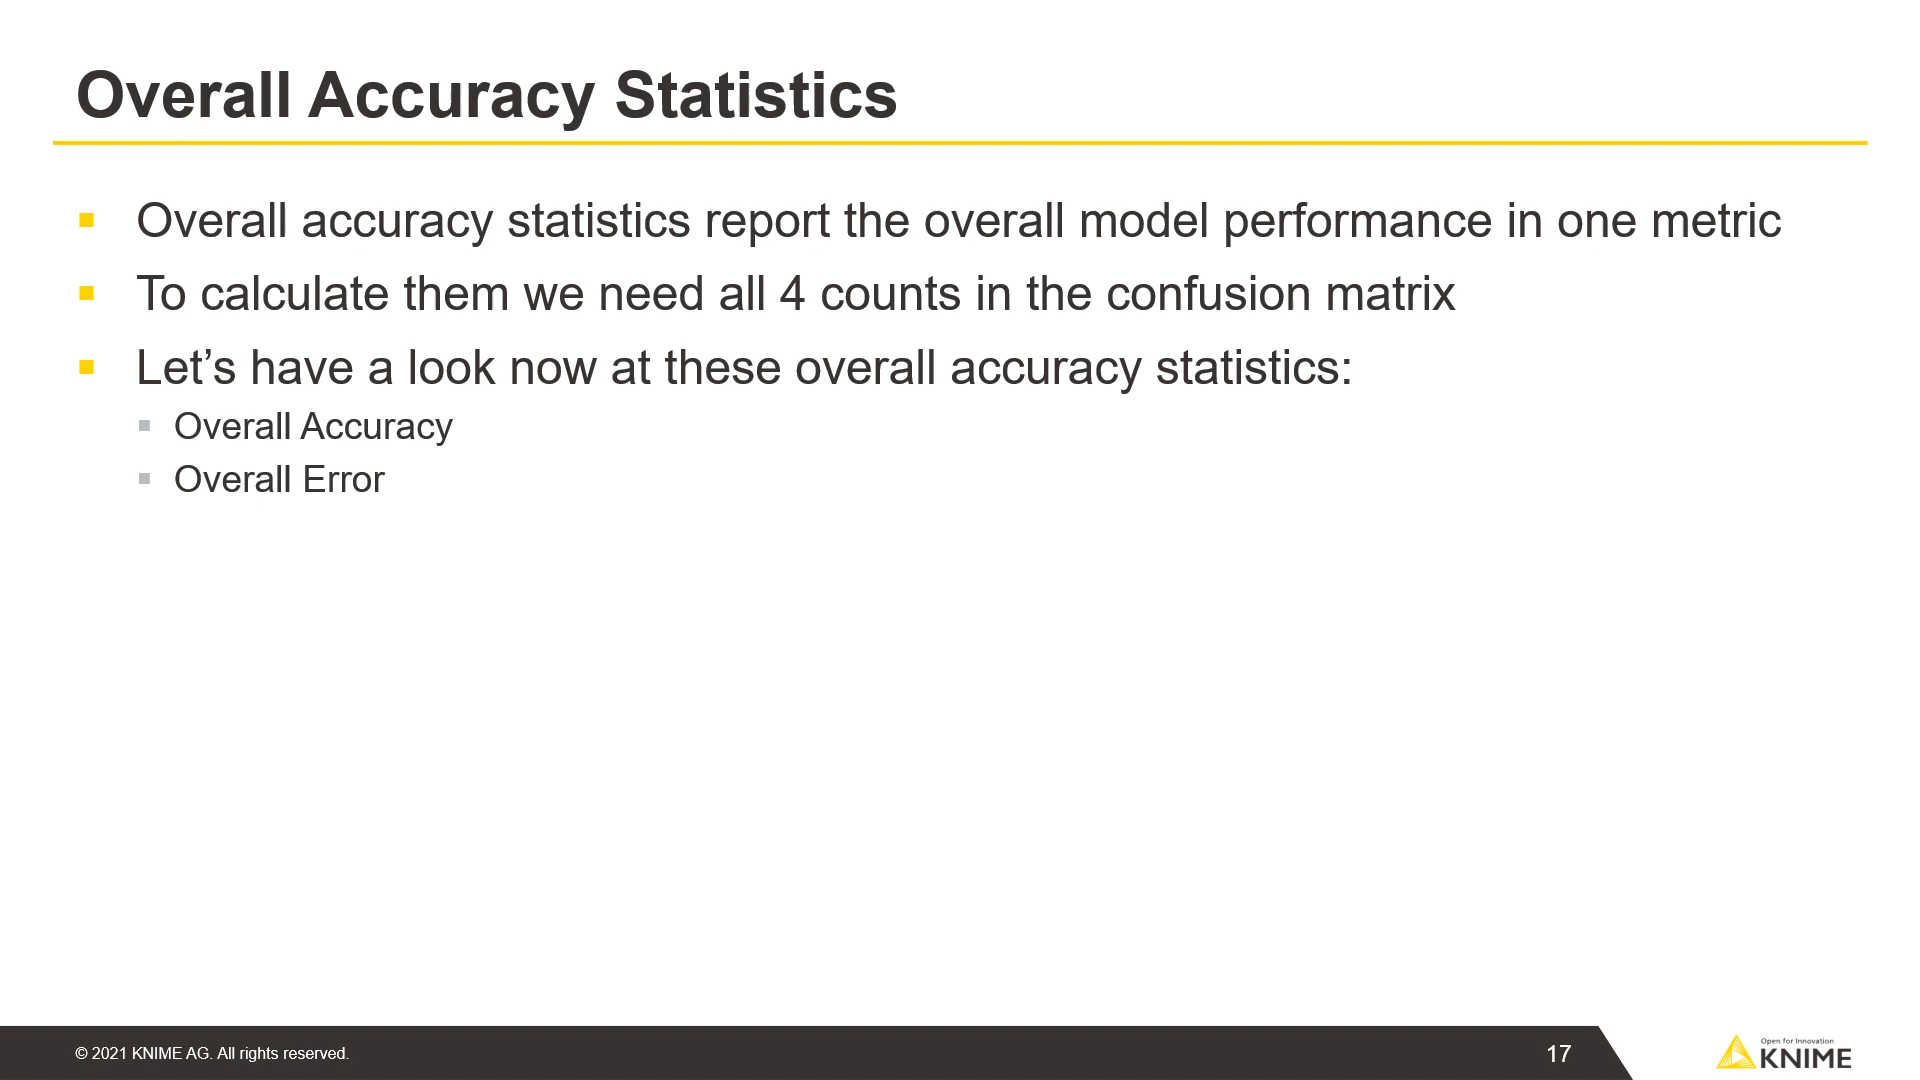 Overall Accuracy Statistics
Overall accuracy statistics report the overall model performance in one metric
To calculate them we need all 4 counts in the confusion matrix
Let’s have a look now at these overall accuracy statistics:
Overall Accuracy
Overall Error
© 2021 KNIME AG. All rights reserved.
17
Open for Innovation
KNIME